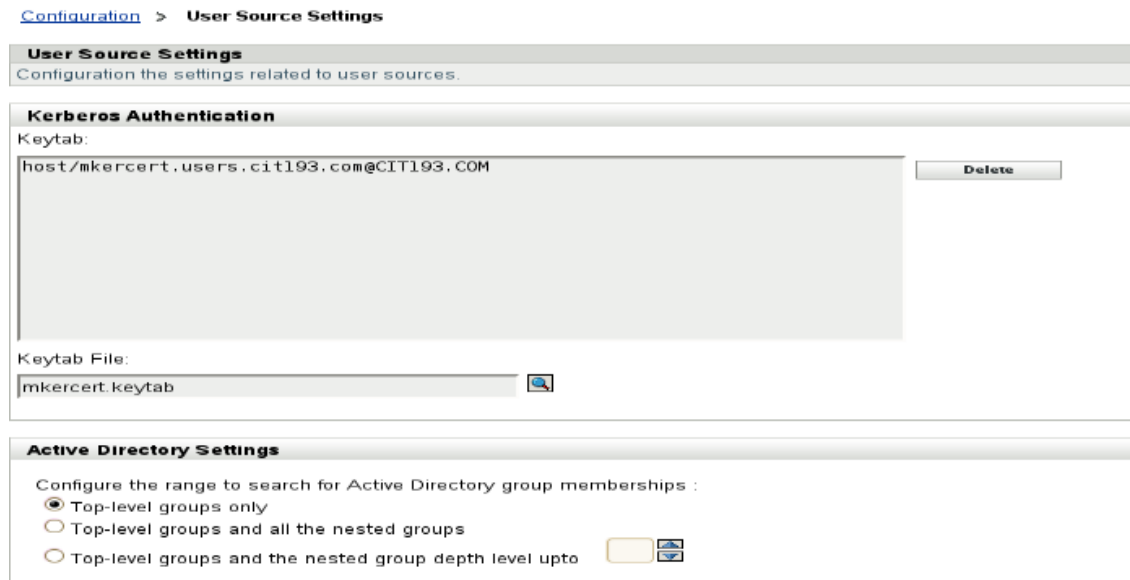 Configuration > User Source Settings
User Source Settings
Configuration the settings related to user sources.
Kerberos Authentication
Keytab:
host/mkercert.users.cit193.com@CIT193.COM
Delete
Keytab File:
mkercert.keytab
Active Directory Settings
Configure the range to search for Active Directory group memberships :
Top-level groups only
Top-level groups and all the nested groups
Top-level groups and the nested group depth level upto